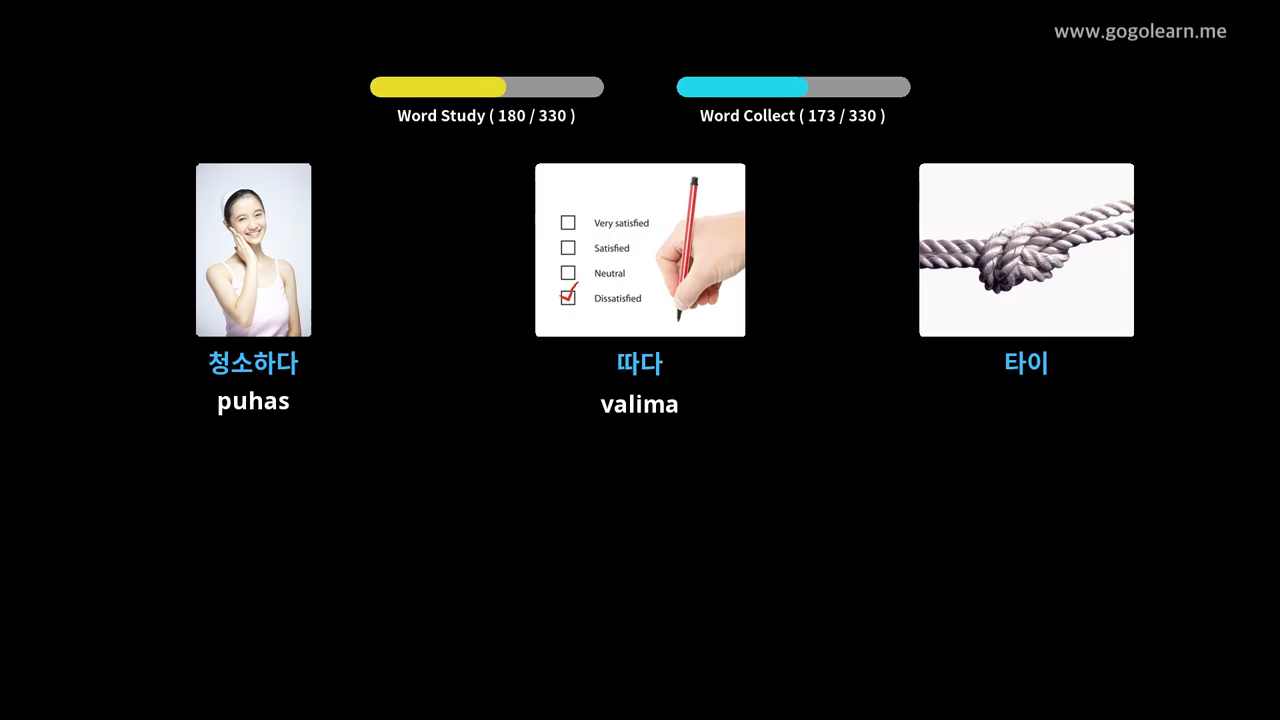 www.gogolearn.me
Word Study ( 180 / 330 )
Word Collect ( 173 / 330 )
Very satisfied
Satisfied
Neutral
Dissatisfied
청소하다
따다
타이
puhas
valima